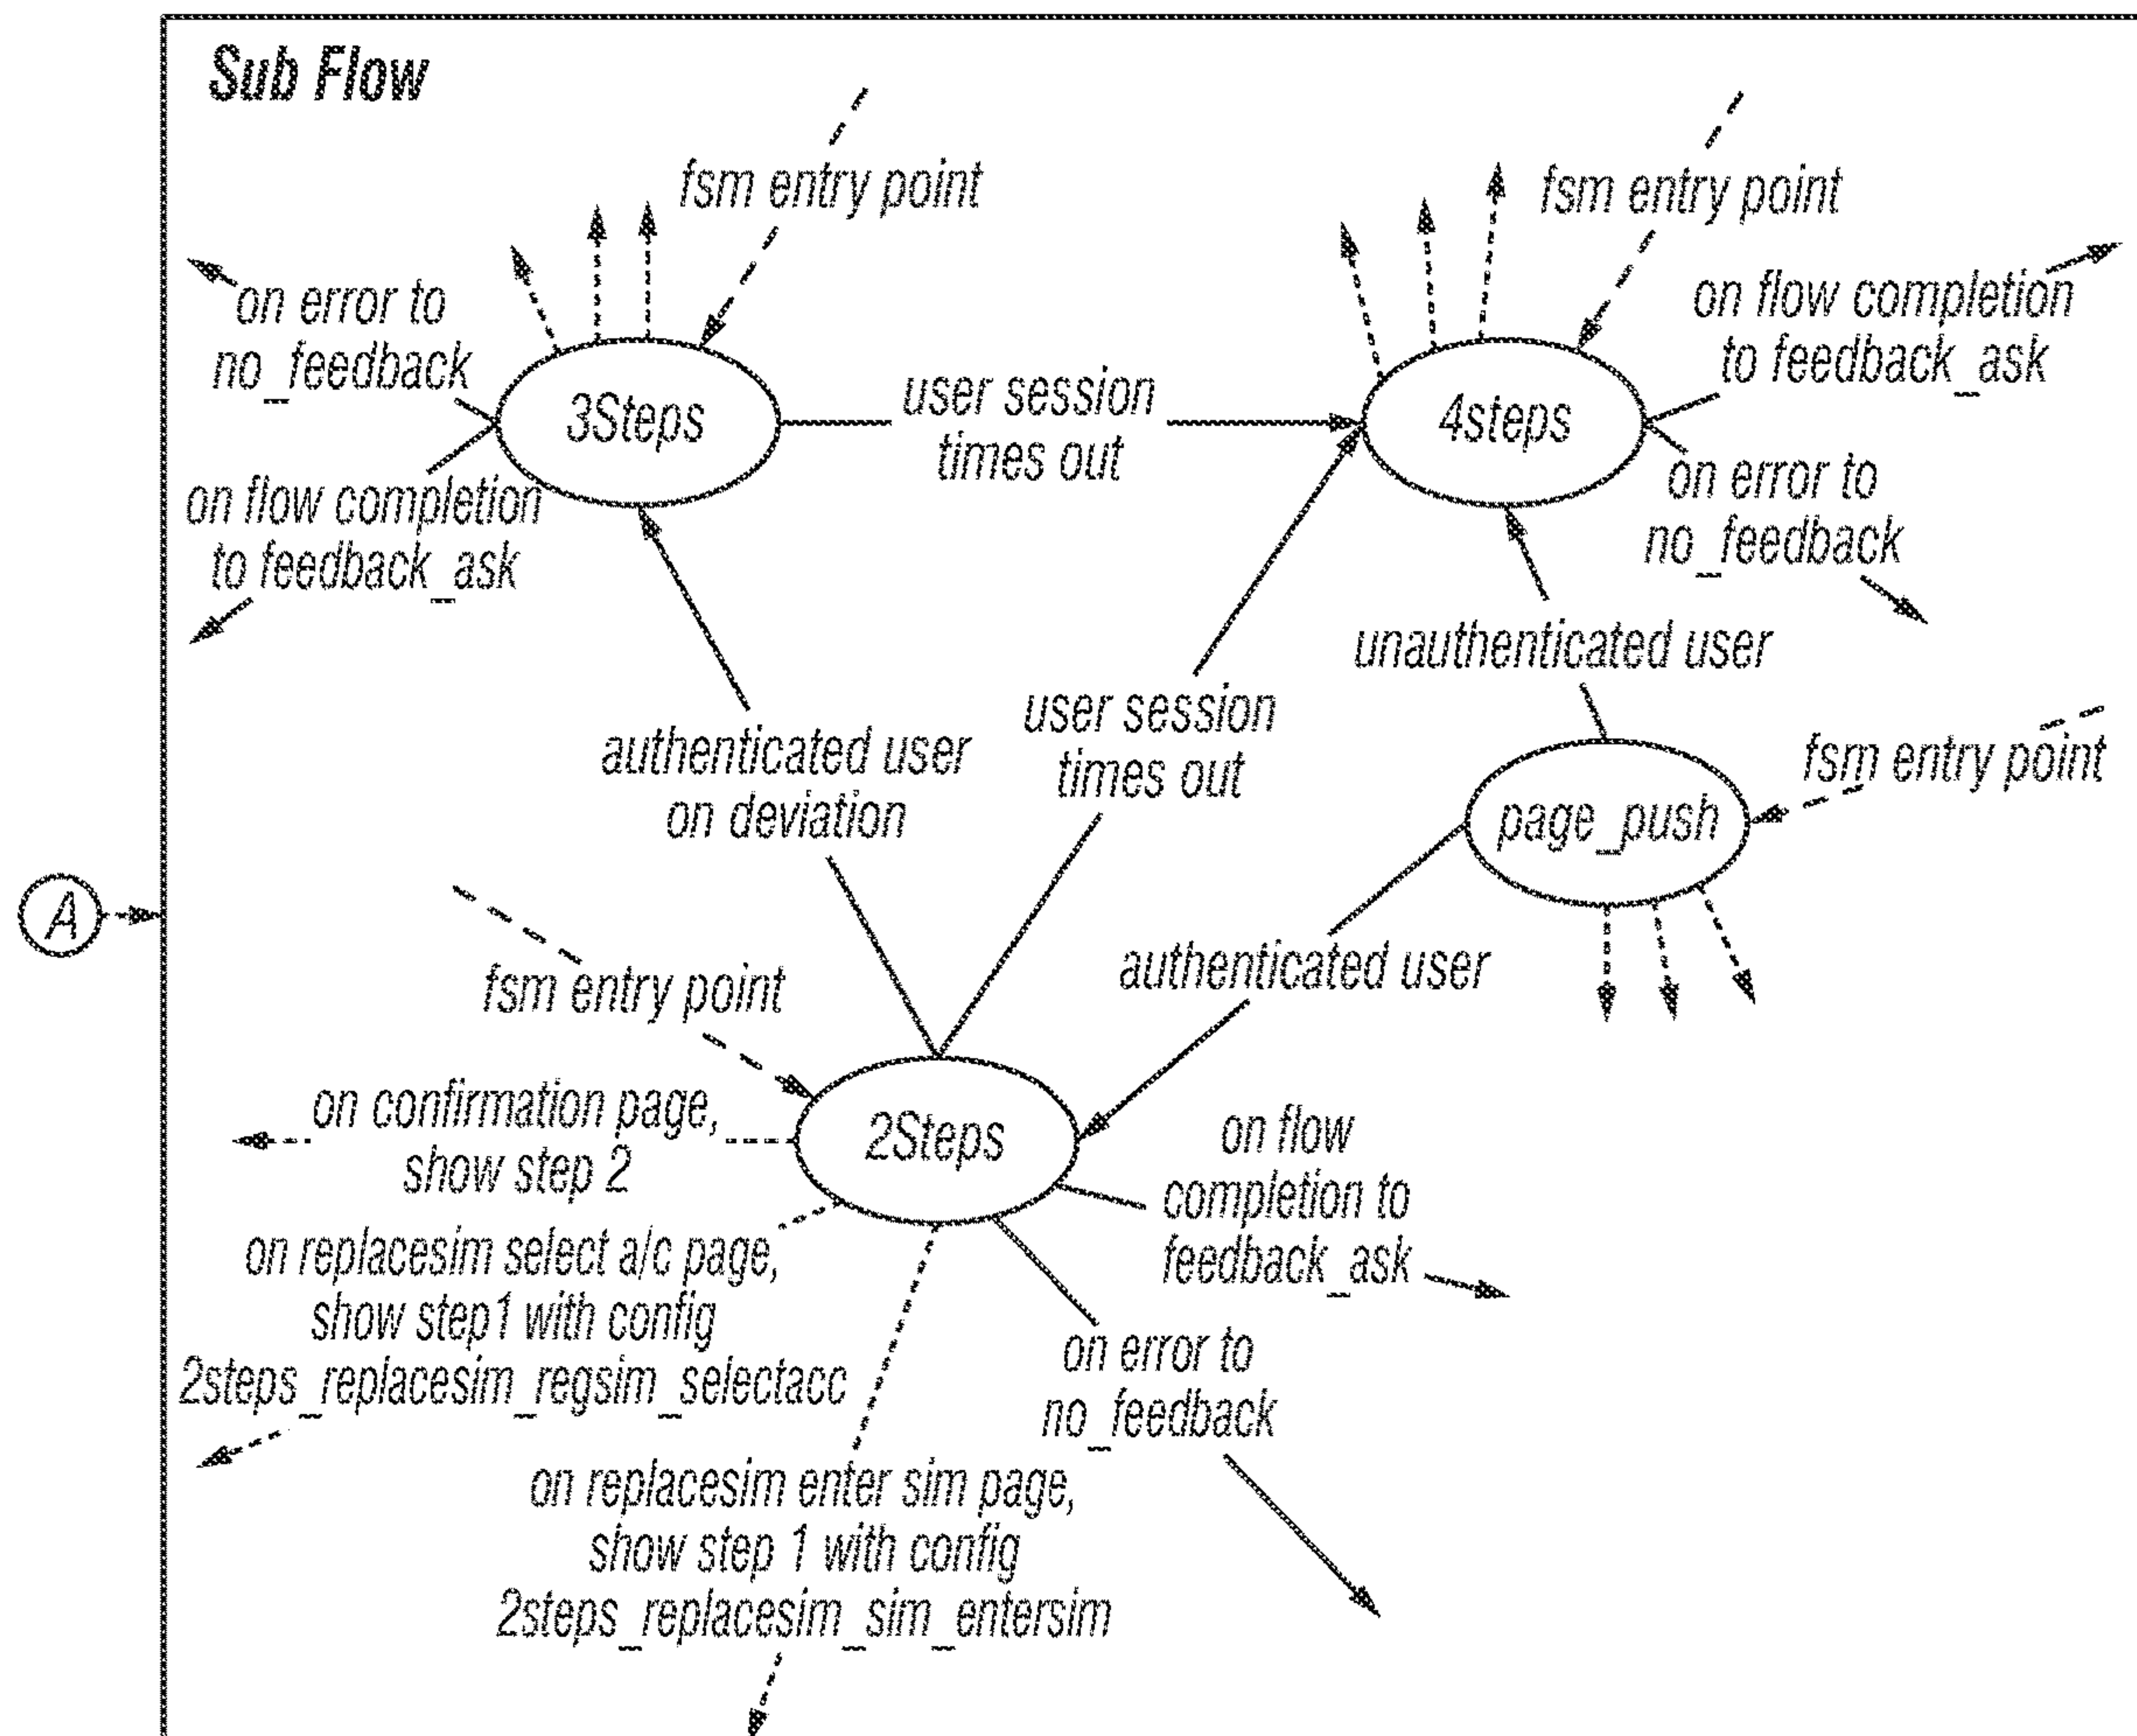 Sub Flow
fsm entry point
fsm entry point
on error to
no_feedback
on flow completion
to feedback_ask
3Steps
user session
times out
4steps
on flow completion
to feedback_ask
on error to
no_feedback
unauthenticated user
authenticated user
on deviation
user session
times out
fsm entry point
page_push
A
fsm entry point
authenticated user
on confirmation page,
show step 2
2Steps
on flow
completion to
feedback_ask
on replacesim select a/c page,
show step1 with config
2steps_replacesim_regsim_selectacc
on error to
no_feedback
on replacesim enter sim page,
show step 1 with config
2steps_replacesim_sim_entersim